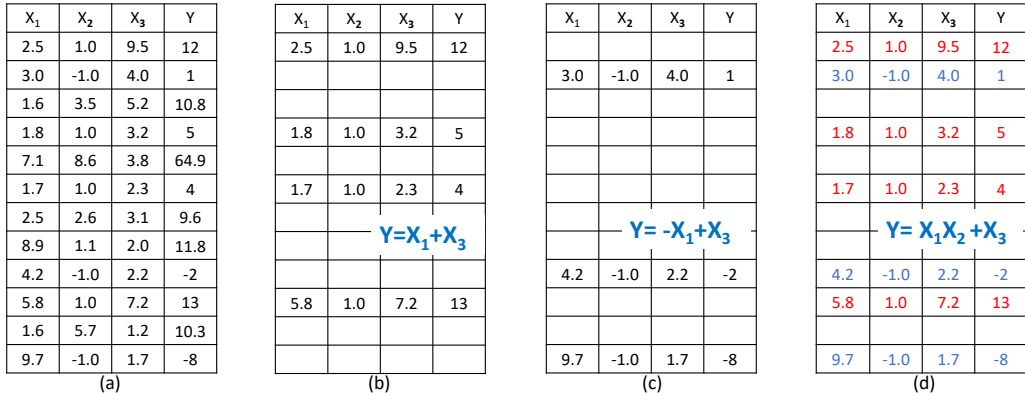 X1 X2 X3 Y
2.5 1.0 9.5 12
3.0 -1.0 4.0 1
1.6 3.5 5.2 10.8
1.8 1.0 3.2 5
7.1 8.6 3.8 64.9
1.7 1.0 2.3 4
2.5 2.6 3.1 9.6
8.9 1.1 2.0 11.8
4.2 -1.0 2.2 -2
5.8 1.0 7.2 13
1.6 5.7 1.2 10.3
9.7 -1.0 1.7 -8
(a)
X1 X2 X3 Y
2.5 1.0 9.5 12
1.8 1.0 3.2 5
1.7 1.0 2.3 4
Y=X1+X3
5.8 1.0 7.2 13
(b)
X1 X2 X3 Y
3.0 -1.0 4.0 1
Y= -X1+X3
4.2 -1.0 2.2 -2
9.7 -1.0 1.7 -8
(c)
X1 X2 X3 Y
2.5 1.0 9.5 12
3.0 -1.0 4.0 1
1.8 1.0 3.2 5
1.7 1.0 2.3 4
Y= X1X2 +X3
4.2 -1.0 2.2 -2
5.8 1.0 7.2 13
9.7 -1.0 1.7 -8
(d)